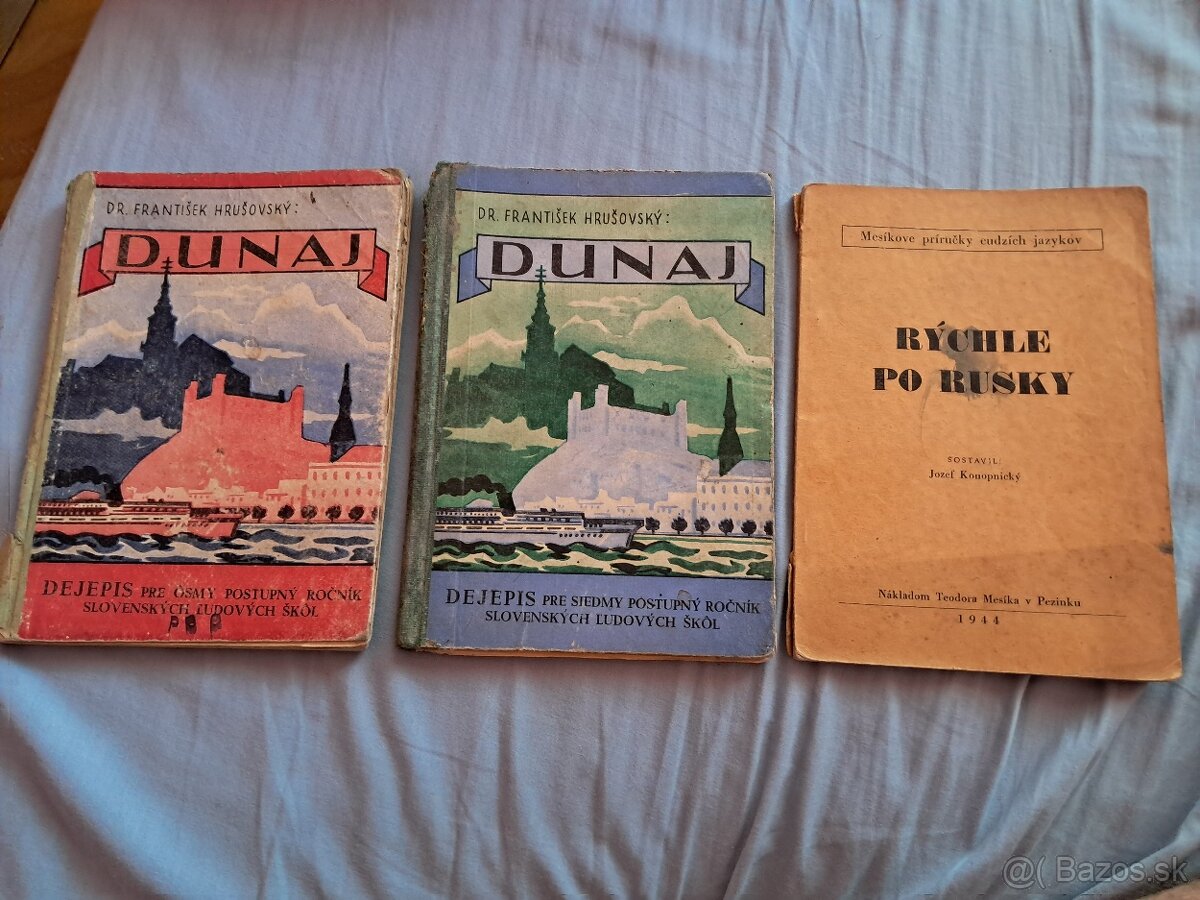 DR. FRANTIŠEK HRUŠOVSKÝ:
DUNAJ
DEJEPIS PRE ÔSMY POSTUPNÝ ROČNÍK
SLOVENSKÝCH ĽUDOVÝCH ŠKÔL
DR. FRANTIŠEK HRUŠOVSKÝ:
DUNAJ
DEJEPIS PRE SIEDMY POSTUPNÝ ROČNÍK
SLOVENSKÝCH ĽUDOVÝCH ŠKÔL
Mesíkove príručky cudzích jazykov
RÝCHLE
PO RUSKY
SOSTAVIL:
Jozef Konopnický
Nákladom Teodora Mesíka v Pezinku
1944
Bazos.sk